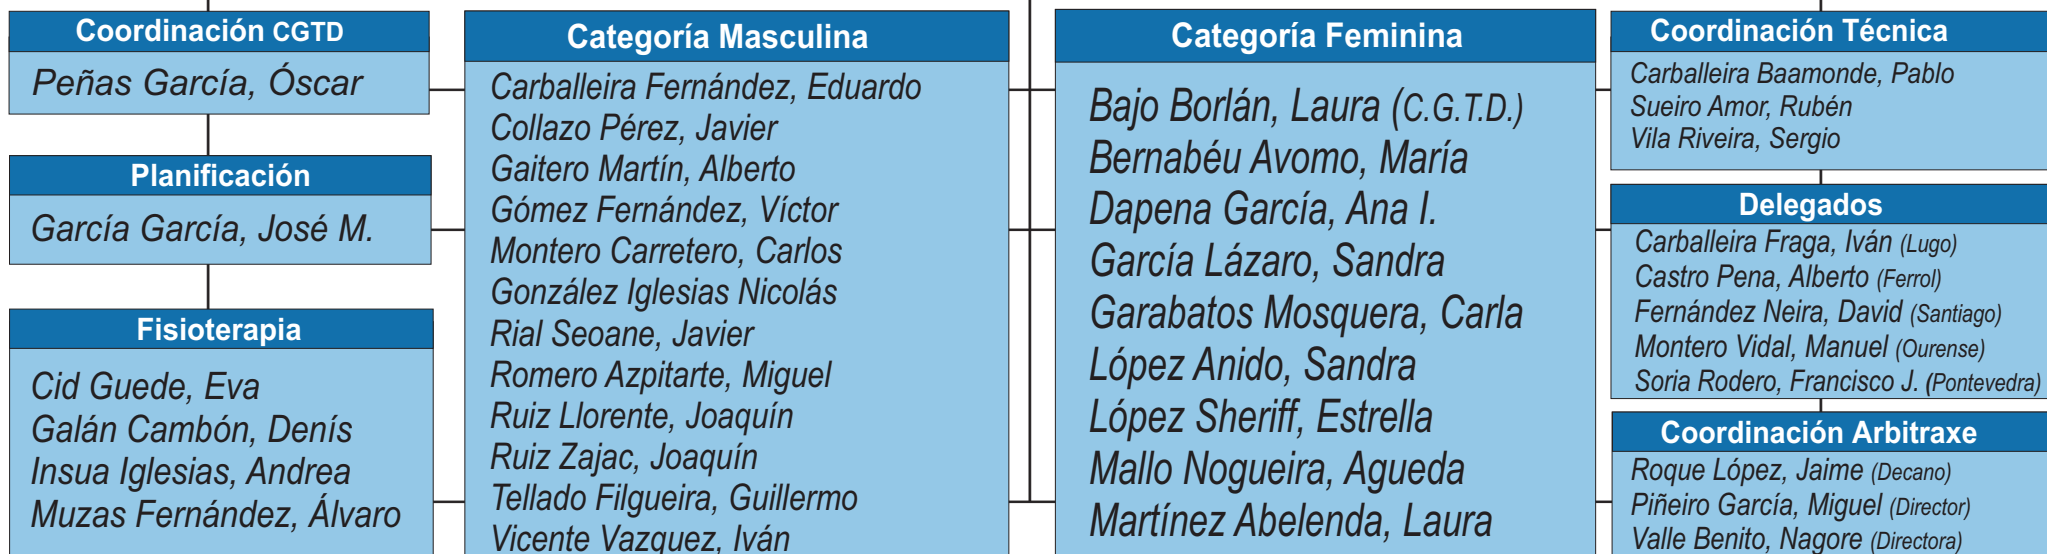 Coordinación CGTD
Peñas García, Óscar
Planificación
García García, José M.
Fisioterapia
Cid Guede, Eva
Galán Cambón, Denís
Insua Iglesias, Andrea
Muzas Fernández, Álvaro
Categoría Masculina
Carballeira Fernández, Eduardo
Collazo Pérez, Javier
Gaitero Martín, Alberto
Gómez Fernández, Víctor
Montero Carretero, Carlos
González Iglesias Nicolás
Rial Seoane, Javier
Romero Azpitarte, Miguel
Ruiz Llorente, Joaquín
Ruiz Zajac, Joaquín
Tellado Filgueira, Guillermo
Vicente Vazquez, Iván
Categoría Feminina
Bajo Borlán, Laura (C.G.T.D.)
Bernabéu Avomo, María
Dapena García, Ana I.
García Lázaro, Sandra
Garabatos Mosquera, Carla
López Anido, Sandra
López Sheriff, Estrella
Mallo Nogueira, Agueda
Martínez Abelenda, Laura
Coordinación Técnica
Carballeira Baamonde, Pablo
Sueiro Amor, Rubén
Vila Riveira, Sergio
Delegados
Carballeira Fraga, Iván (Lugo)
Castro Pena, Alberto (Ferrol)
Fernández Neira, David (Santiago)
Montero Vidal, Manuel (Ourense)
Soria Rodero, Francisco J. (Pontevedra)
Coordinación Arbitraxe
Roque López, Jaime (Decano)
Piñeiro García, Miguel (Director)
Valle Benito, Nagore (Directora)